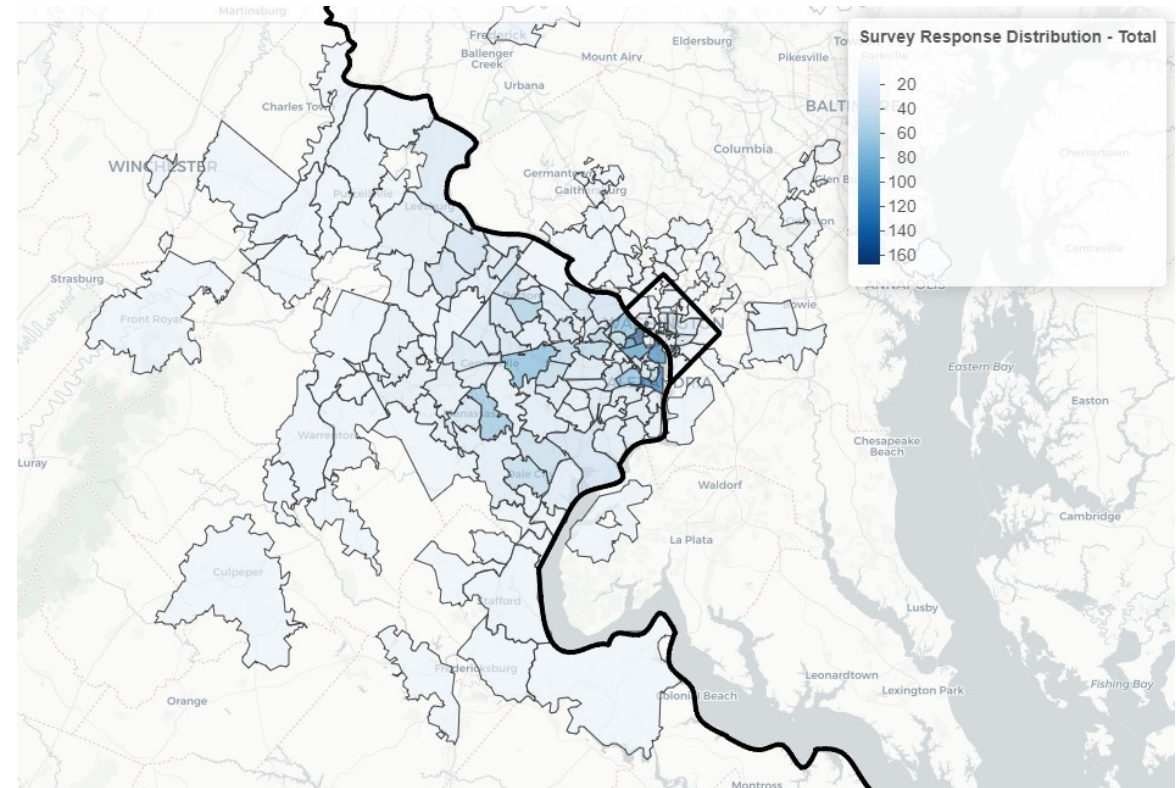 Martinsburg
Frederick
Ballenger
Creek
Mount Airy
Eldersburg
Pikesville
Parkville
Survey Response Distribution - Total
20
40
60
80
100
120
140
160
Urbana
Charles Town
Columbia
Chestertown
WINCHESTER
Germantown
Gaithersburg
Purcellville
Leesburg
Centreville
Strasburg
Bowie
ANNAPOLIS
Front Royal
Centreville
Eastern Bay
Easton
Manassas
Warrenton
Chesapeake
Beach
Luray
Dale City
Waldorf
Cambridge
La Plata
Culpeper
Stafford
Lusby
Fredericksburg
Leonardtown
Lexington Park
Fishing Bay
Orange
Colonial Beach
Montross